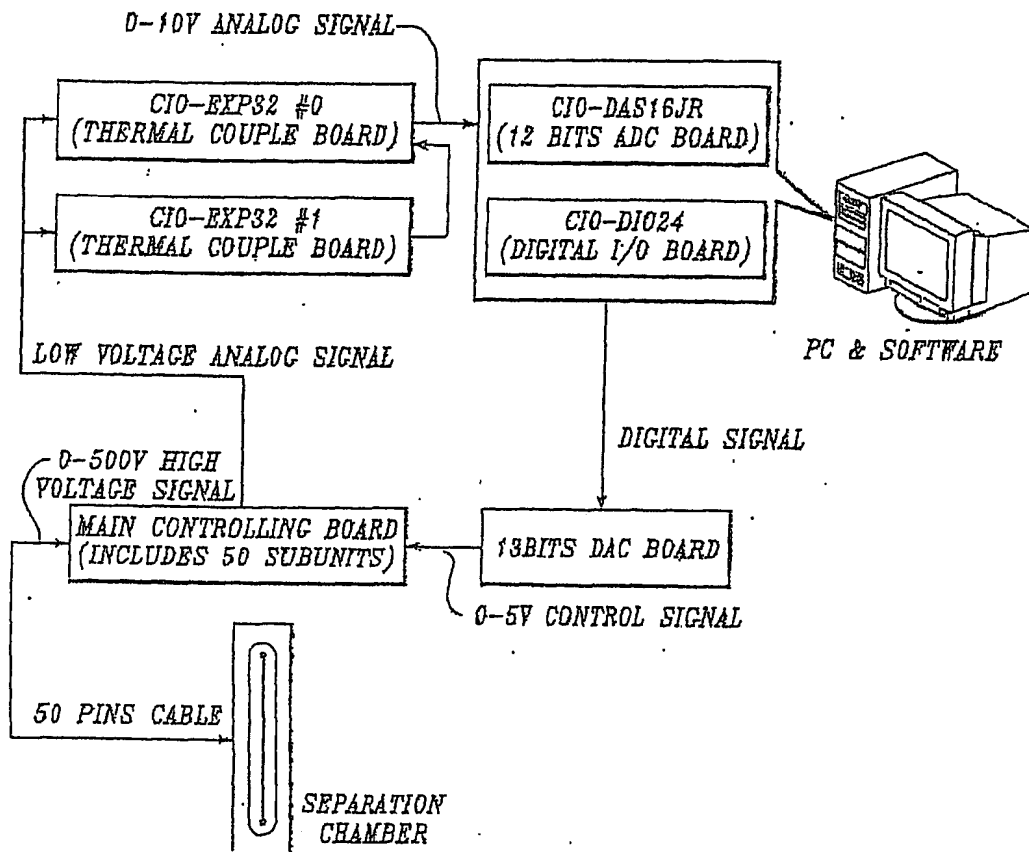 0-10V ANALOG SIGNAL
CIO-EXP32 #0
(THERMAL COUPLE BOARD)
CIO-DAS16JR
(12 BITS ADC BOARD)
CIO-EXP32 #1
(THERMAL COUPLE BOARD)
CIO-DIO24
(DIGITAL I/O BOARD)
PC & SOFTWARE
LOW VOLTAGE ANALOG SIGNAL
DIGITAL SIGNAL
0-500V HIGH
VOLTAGE SIGNAL
MAIN CONTROLLING BOARD
(INCLUDES 50 SUBUNITS)
13BITS DAC BOARD
0-5V CONTROL SIGNAL
50 PINS CABLE
SEPARATION
CHAMBER